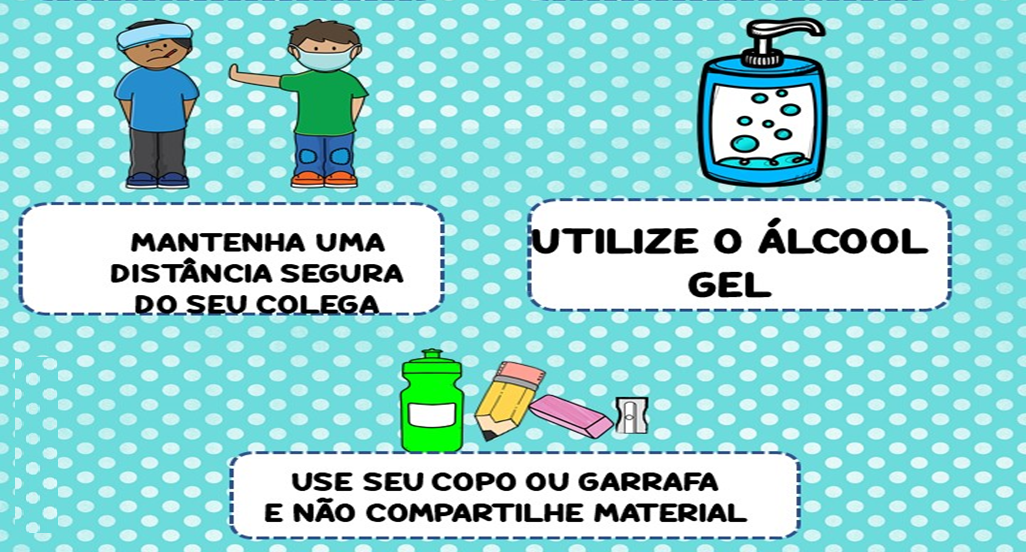 MANTENHA UMA
DISTÂNCIA SEGURA
DO SEU COLEGA
UTILIZE O ÁLCOOL
GEL
USE SEU COPO OU GARRAFA
E NÃO COMPARTILHE MATERIAL